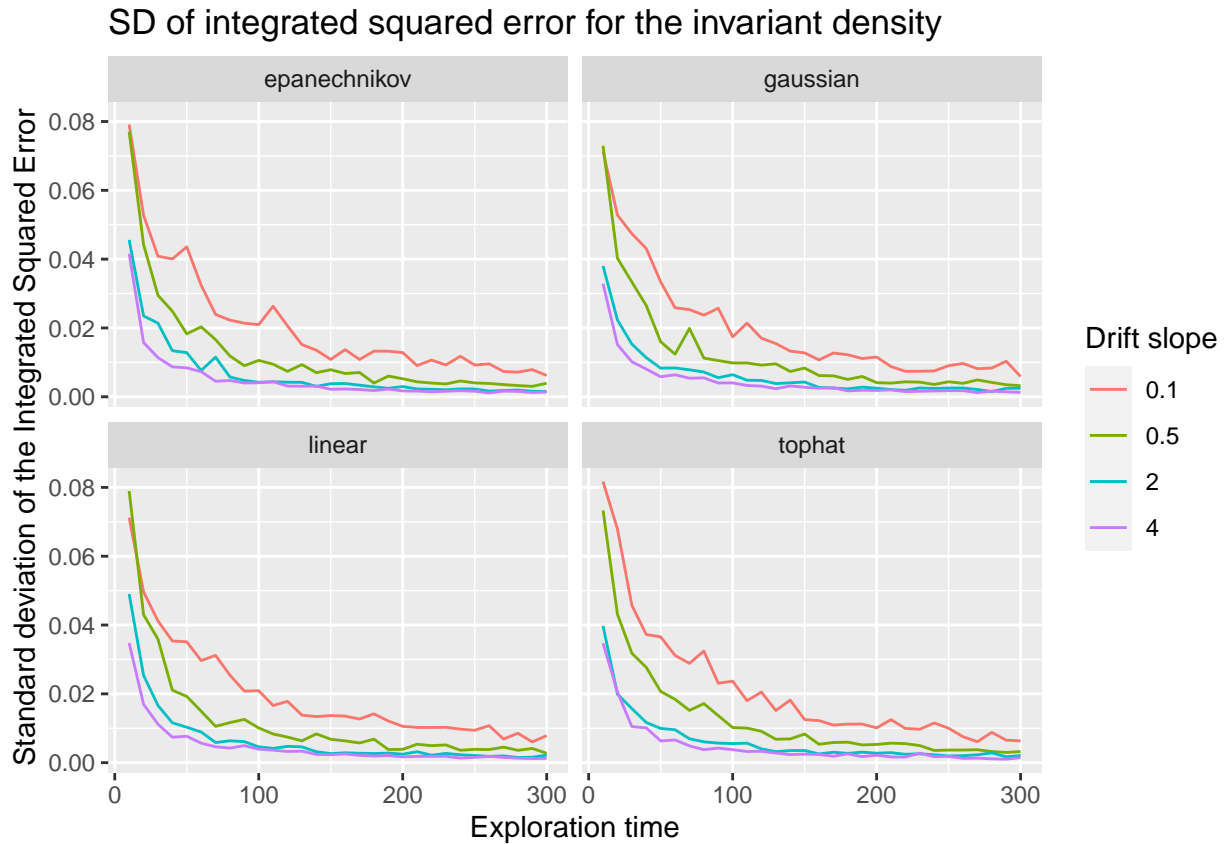 SD of integrated squared error for the invariant density
epanechnikov
gaussian
0.08
0.06
0.04
0.02
0.00
linear
tophat
0.08
0.06
0.04
0.02
0.00
0
100
200
300
0
100
200
300
Exploration time
Standard deviation of the Integrated Squared Error
Drift slope
0.1
0.5
2
4